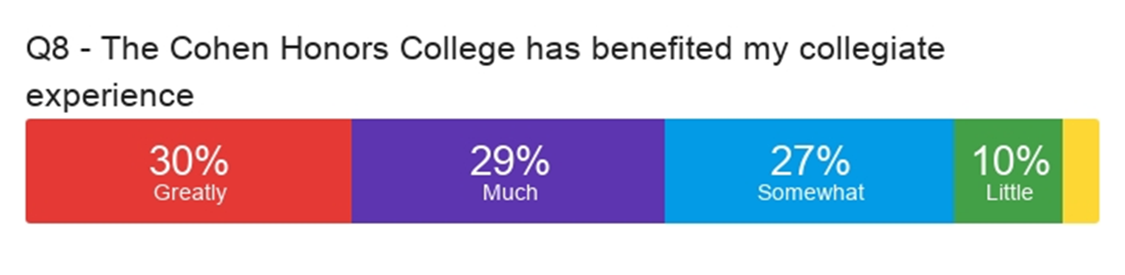 Q8 - The Cohen Honors College has benefited my collegiate
experience
30% 29% 27% 10%
Greatly Much Somewhat Little